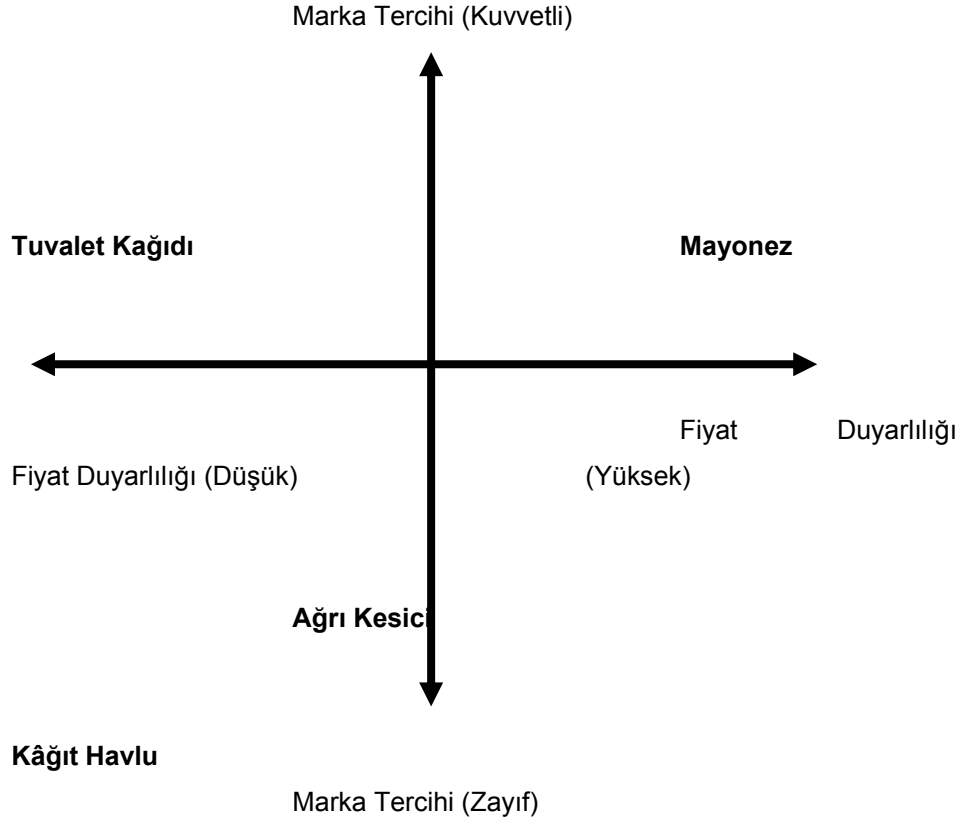 Marka Tercihi (Kuvvetli)
Tuvalet Kağıdı Mayonez
Fiyat Duyarlılığı
Fiyat Duyarlılığı (Düşük) (Yüksek)
Ağrı Kesici
Kâğıt Havlu
Marka Tercihi (Zayıf)